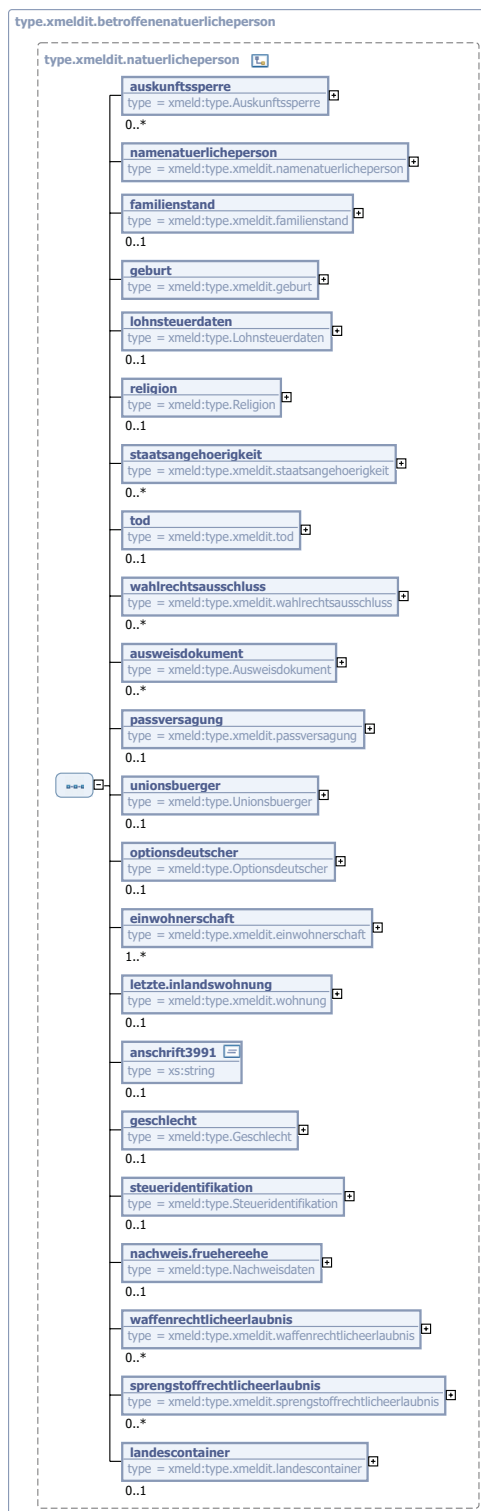 type.xmeldit.betroffenenatuerlicheperson
type.xmeldit.natuerlicheperson
auskunftssperre
type = xmeld:type.Auskunftssperre
0..*
namenatuerlicheperson
type = xmeld:type.xmeldit.namenatuerlicheperson
familienstand
type = xmeld:type.xmeldit.familienstand
0..1
geburt
type = xmeld:type.xmeldit.geburt
lohnsteuerdaten
type = xmeld:type.Lohnsteuerdaten
0..1
religion
type = xmeld:type.Religion
0..1
staatsangehoerigkeit
type = xmeld:type.xmeldit.staatsangehoerigkeit
0..*
tod
type = xmeld:type.xmeldit.tod
0..1
wahlrechtsausschluss
type = xmeld:type.xmeldit.wahlrechtsausschluss
0..*
ausweisdokument
type = xmeld:type.Ausweisdokument
0..*
passversagung
type = xmeld:type.xmeldit.passversagung
0..1
unionsbuerger
type = xmeld:type.Unionsbuerger
0..1
optionsdeutscher
type = xmeld:type.Optionsdeutscher
0..1
einwohnerschaft
type = xmeld:type.xmeldit.einwohnerschaft
1..*
letzte.inlandswohnung
type = xmeld:type.xmeldit.wohnung
0..1
anschrift3991
type = xs:string
0..1
geschlecht
type = xmeld:type.Geschlecht
0..1
steueridentifikation
type = xmeld:type.Steueridentifikation
0..1
nachweis.fruehereehe
type = xmeld:type.Nachweisdaten
0..1
waffenrechtlicheerlaubnis
type = xmeld:type.xmeldit.waffenrechtlicheerlaubnis
0..*
sprengstoffrechtlicheerlaubnis
type = xmeld:type.xmeldit.sprengstoffrechtlicheerlaubnis
0..*
landescontainer
type = xmeld:type.xmeldit.landescontainer
0..1